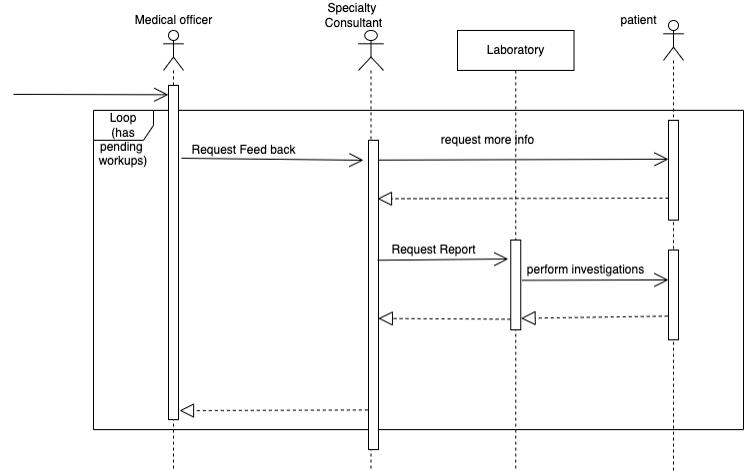 Medical officer
Specialty
Consultant
Laboratory
patient
Loop
(has
pending
workups)
Request Feed back
request more info
Request Report
perform investigations